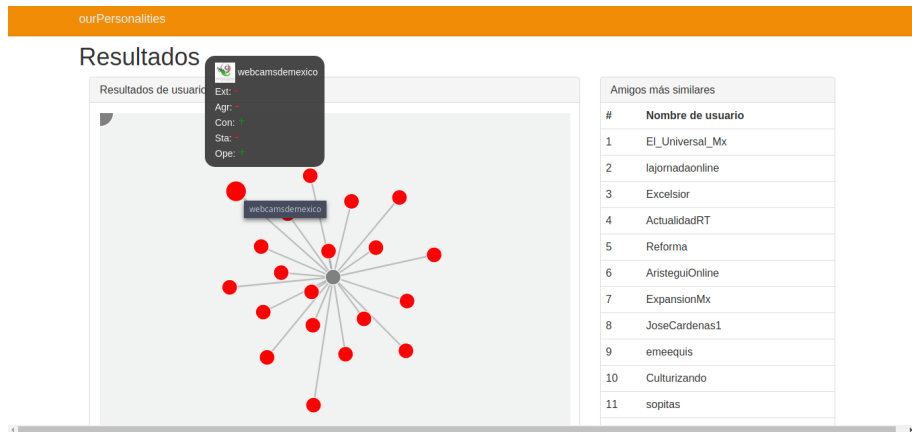 ourPersonalities
Resultados
Resultados de usuario
webcamsdemexico
Ext: -
Agr: -
Con: +
Sta: -
Ope: +
webcamsdemexico
Amigos más similares
# Nombre de usuario
1 El_Universal_Mx
2 lajornadaonline
3 Excelsior
4 ActualidadRT
5 Reforma
6 AristeguiOnline
7 ExpansionMx
8 JoseCardenas1
9 emeequis
10 Culturizando
11 sopitas